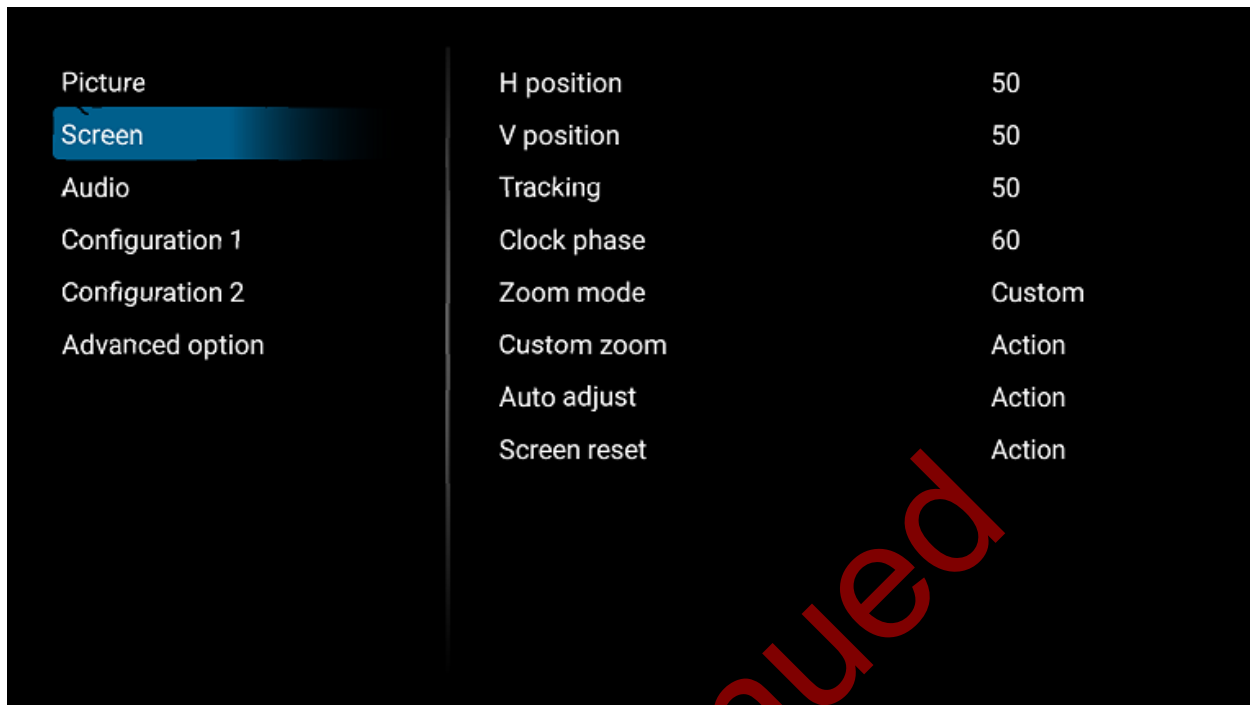 Picture
Screen
Audio
Configuration 1
Configuration 2
Advanced option
H position 50
V position 50
Tracking 50
Clock phase 60
Zoom mode Custom
Custom zoom Action
Auto adjust Action
Screen reset Action